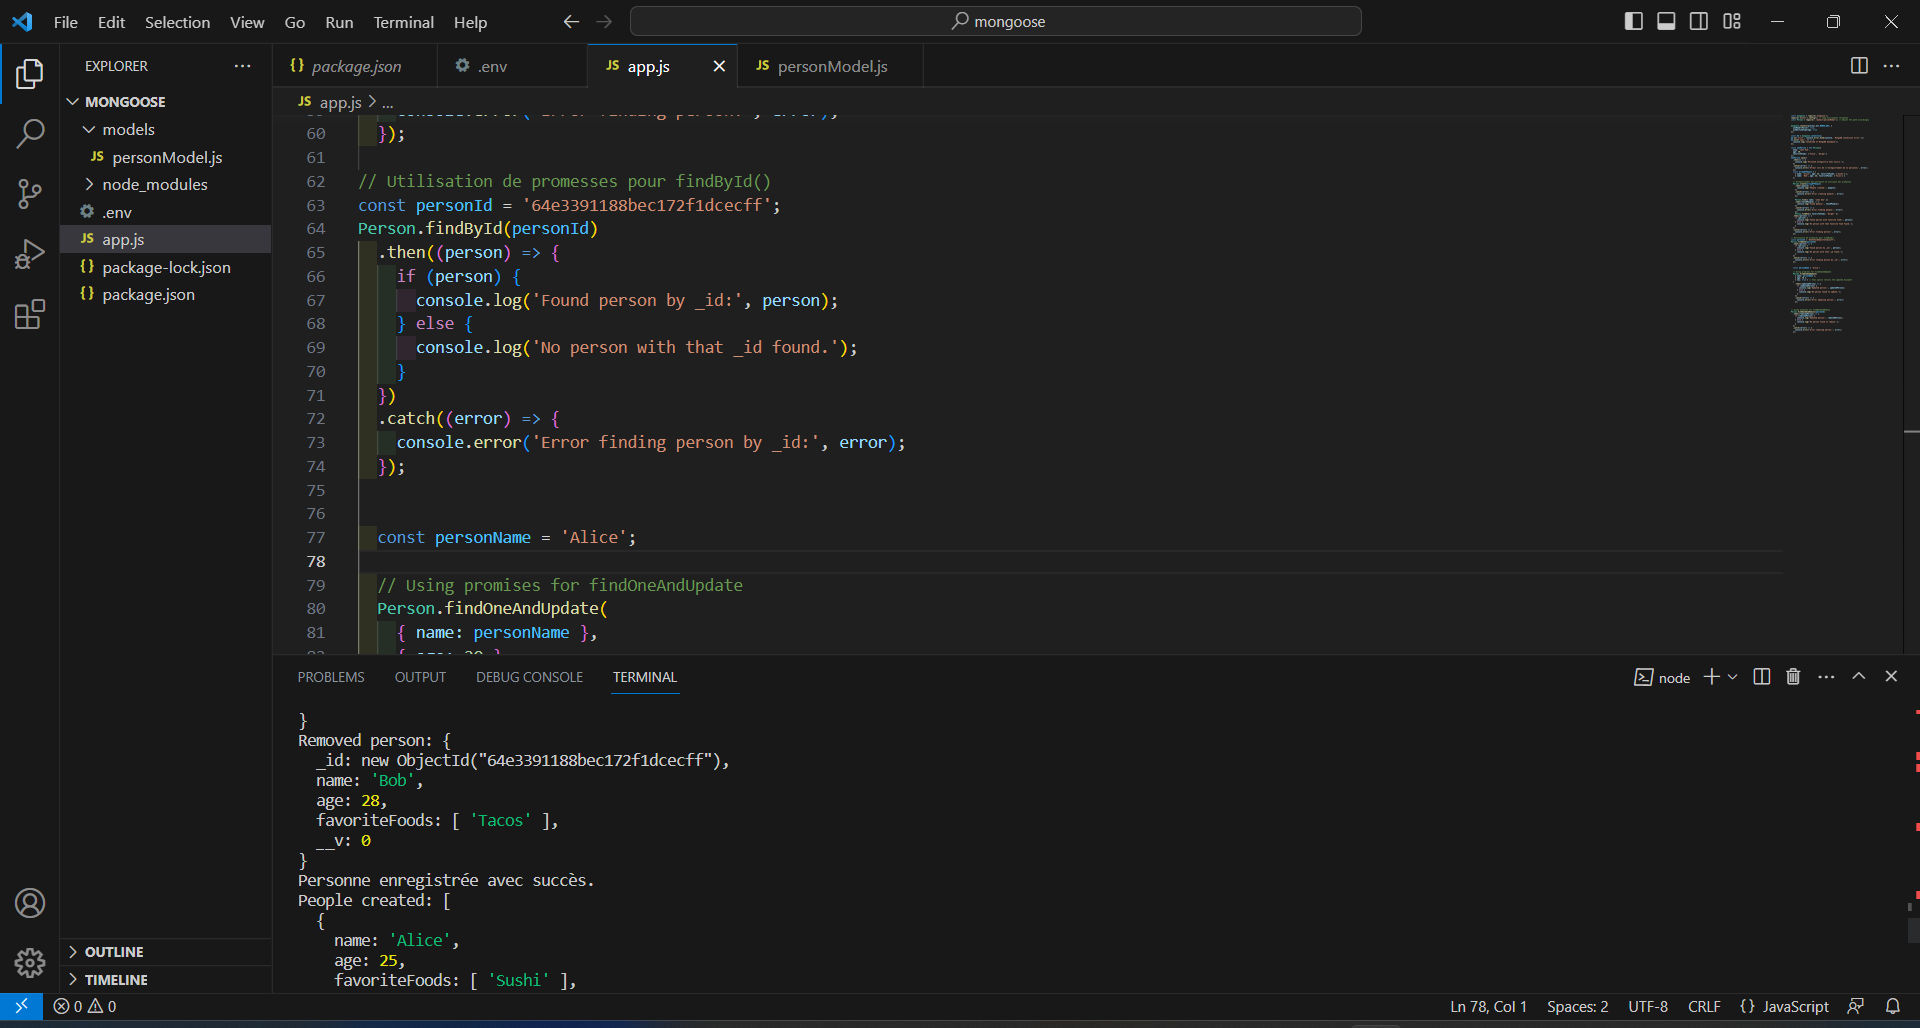 File Edit Selection View Go Run Terminal Help
mongoose
EXPLORER
MONGOOSE
models
JS personModel.js
node_modules
.env
JS app.js
{} package-lock.json
{} package.json
OUTLINE
TIMELINE
{} package.json
.env
JS app.js
JS personModel.js
JS app.js > ...
60 });
61
62 // Utilisation de promesses pour findById()
63 const personId = '64e3391188bec172f1dcecff';
64 Person.findById(personId)
65 .then((person) => {
66 if (person) {
67 console.log('Found person by _id:', person);
68 } else {
69 console.log('No person with that _id found.');
70 }
71 })
72 .catch((error) => {
73 console.error('Error finding person by _id:', error);
74 });
75
76
77 const personName = 'Alice';
78
79 // Using promises for findOneAndUpdate
80 Person.findOneAndUpdate(
81 { name: personName },
PROBLEMS OUTPUT DEBUG CONSOLE TERMINAL
node
}
Removed person: {
_id: new ObjectId("64e3391188bec172f1dcecff"),
name: 'Bob',
age: 28,
favoriteFoods: [ 'Tacos' ],
__v: 0
}
Personne enregistrée avec succès.
People created: [
{
name: 'Alice',
age: 25,
favoriteFoods: [ 'Sushi' ],
0 0
Ln 78, Col 1 Spaces: 2 UTF-8 CRLF {} JavaScript